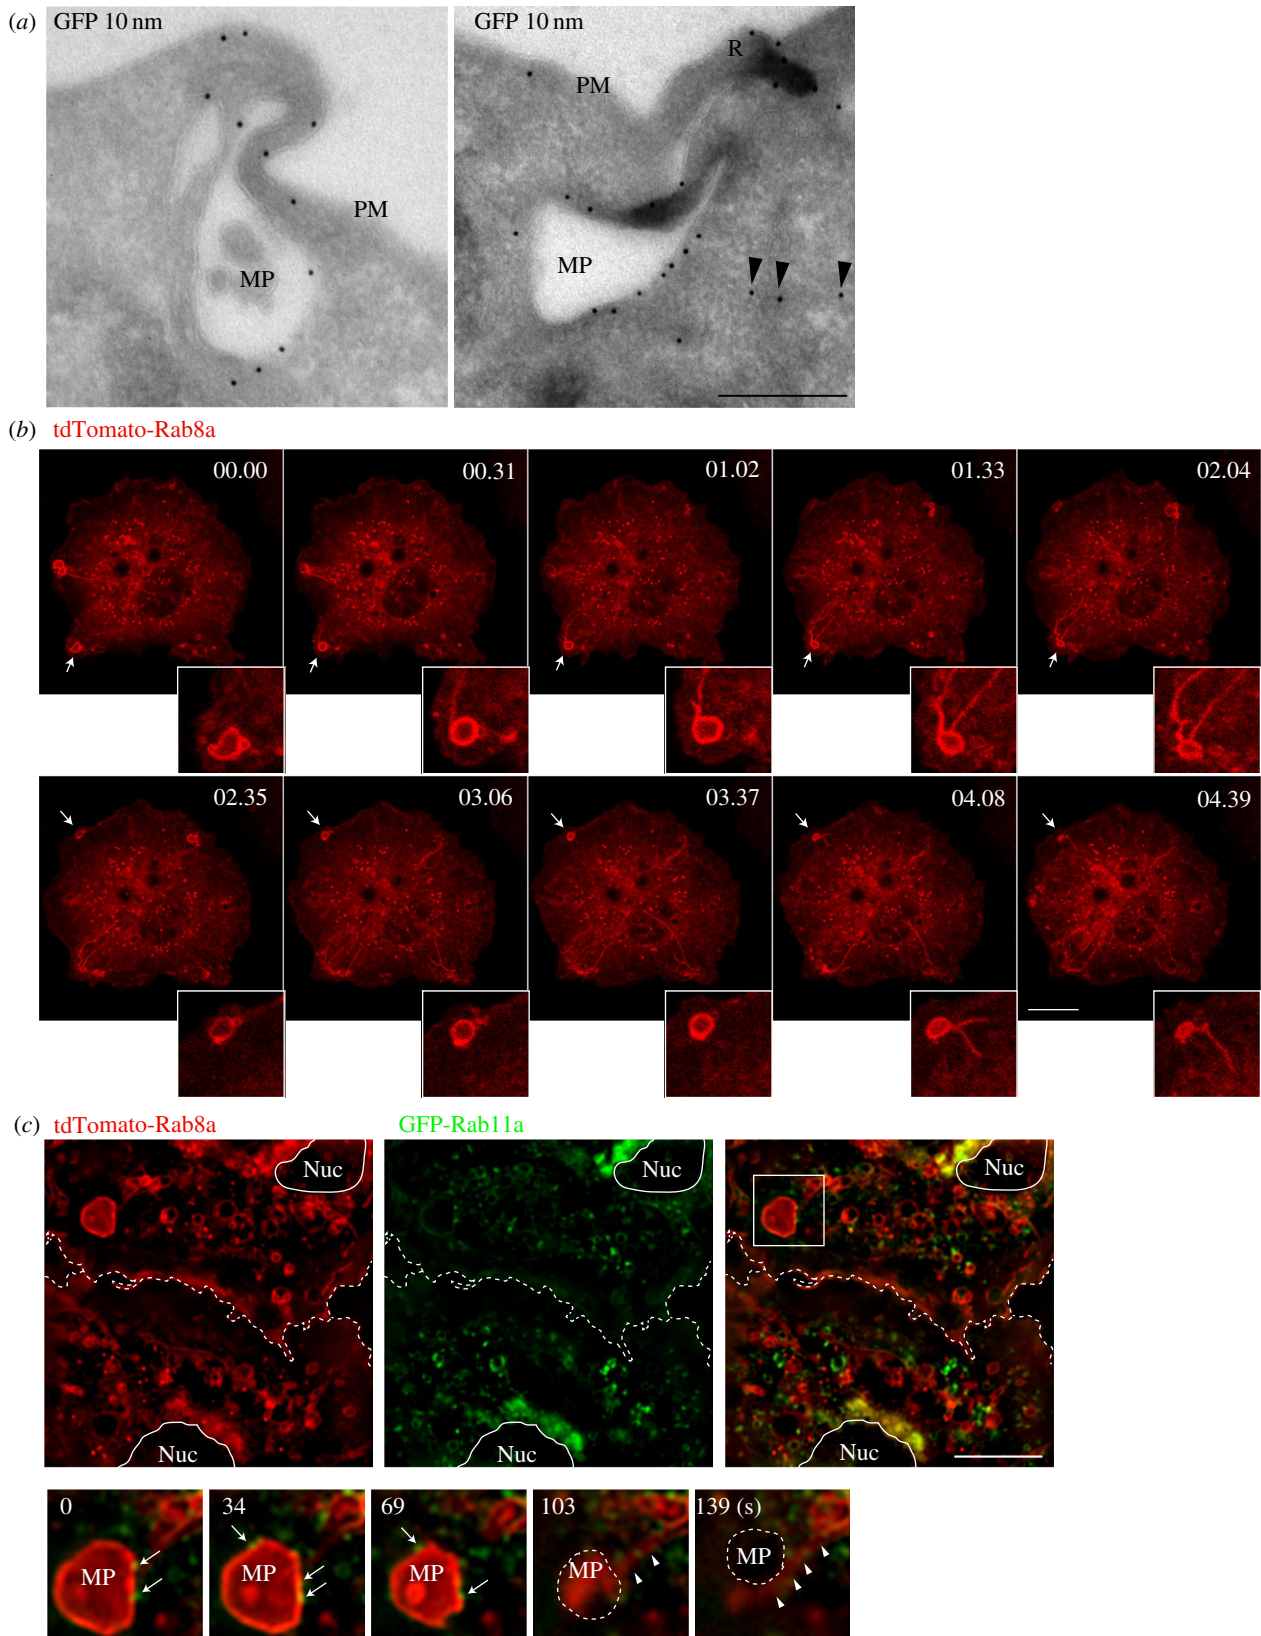 (a) GFP 10 nm GFP 10 nm
R
PM
PM
MP
MP
(b) tdTomato-Rab8a
00.00 00.31 01.02 01.33 02.04
02.35 03.06 03.37 04.08 04.39
(c) tdTomato-Rab8a GFP-Rab11a
Nuc Nuc Nuc
Nuc Nuc Nuc
0 34 69 103 139 (s)
MP MP MP MP MP